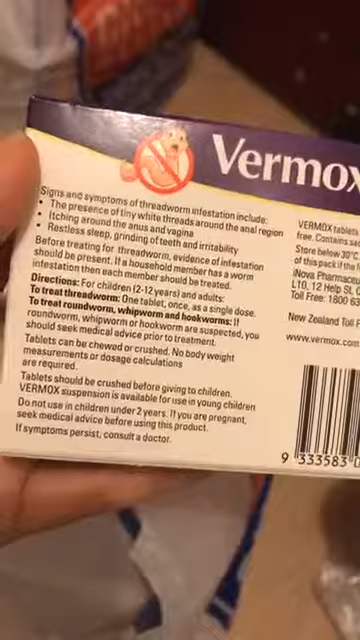 Vermox
Signs and symptoms of threadworm infestation include:
• The presence of tiny white threads around the anal region
• Itching around the anus and vagina
• Restless sleep, grinding of teeth and irritability
Before treating for threadworm, evidence of infestation
should be present. If a household member has a worm
infestation then each member should be treated.
Directions: For children (2-12 years) and adults:
To treat threadworm: One tablet, once, as a single dose.
To treat roundworm, whipworm and hookworms: If
roundworm, whipworm or hookworm are suspected, you
should seek medical advice prior to treatment.
Tablets can be chewed or crushed. No body weight
measurements or dosage calculations
are required.
Tablets should be crushed before giving to children.
VERMOX suspension is available for use in young children
Do not use in children under 2 years. If you are pregnant,
seek medical advice before using this product.
If symptoms persist, consult a doctor.
VERMOX tablets
free. Contains
Store below 30°C.
of this pack if the
iNova Pharmaceu
L10, 12 Help St, C
Toll Free: 1800 63
New Zealand Toll F
www.vermox.com
9 333583 0